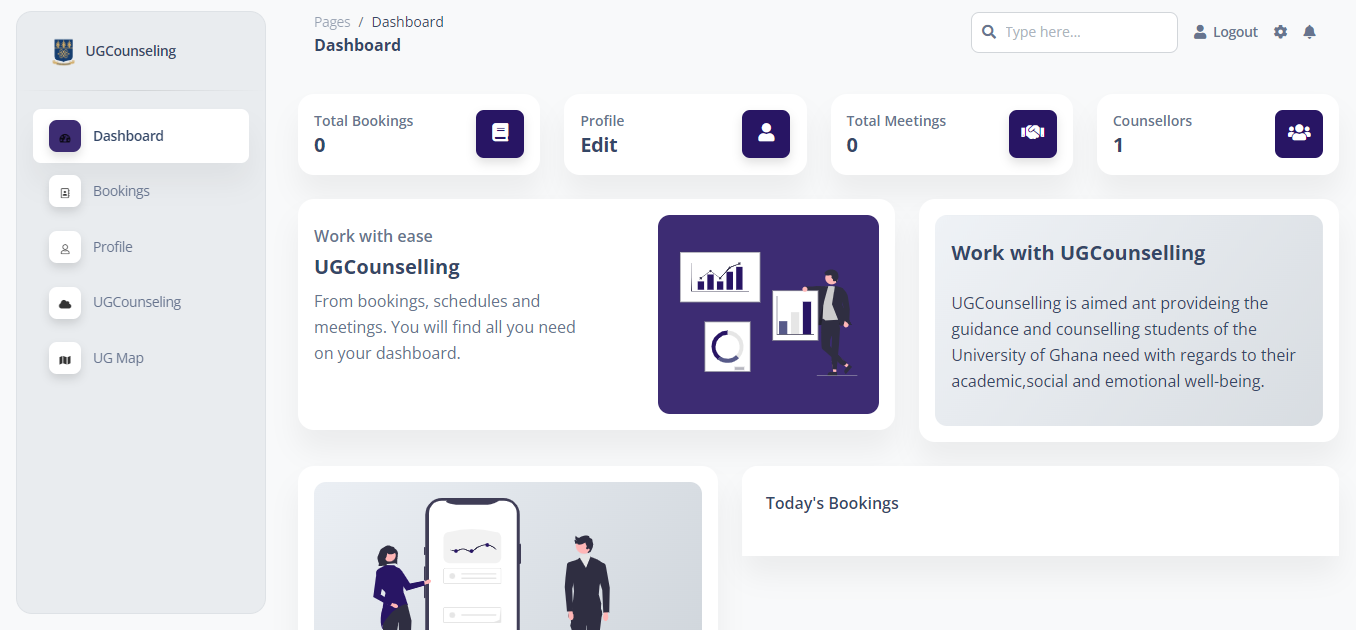 UGCounseling
Dashboard
Bookings
Profile
UGCounseling
UG Map
Pages / Dashboard
Dashboard
Type here...
Logout
Total Bookings
0
Profile
Edit
Total Meetings
0
Counsellors
1
Work with ease
UGCounselling
From bookings, schedules and
meetings. You will find all you need
on your dashboard.
Work with UGCounselling
UGCounselling is aimed ant provideing the
guidance and counselling students of the
University of Ghana need with regards to their
academic,social and emotional well-being.
Today's Bookings